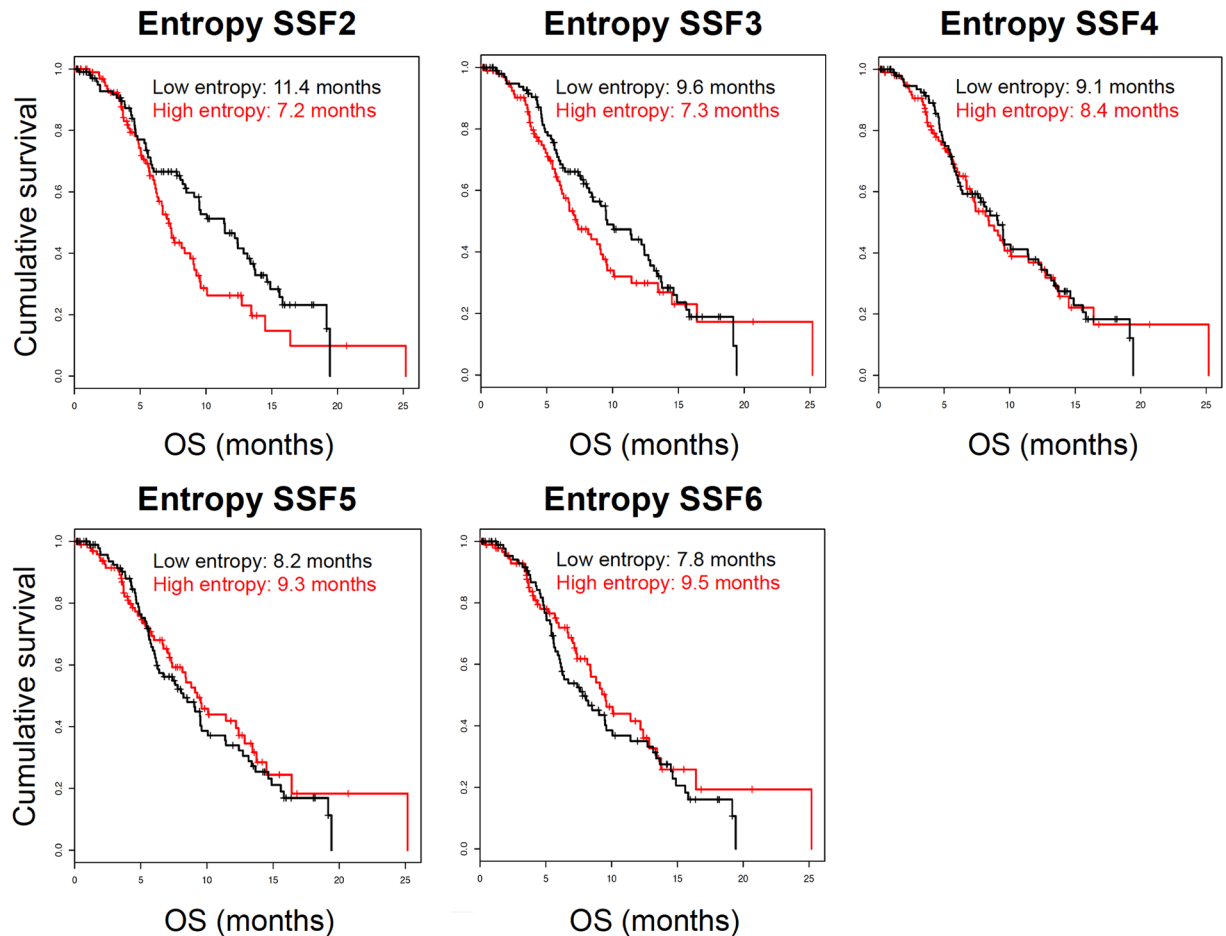 Entropy SSF2
Cumulative survival
1.0
0.8
0.6
0.4
0.2
0.0
Low entropy: 11.4 months
High entropy: 7.2 months
0 5 10 15 20 25
OS (months)
Entropy SSF3
1.0
0.8
0.6
0.4
0.2
0.0
Low entropy: 9.6 months
High entropy: 7.3 months
0 5 10 15 20 25
OS (months)
Entropy SSF4
1.0
0.8
0.6
0.4
0.2
0.0
Low entropy: 9.1 months
High entropy: 8.4 months
0 5 10 15 20 25
OS (months)
Entropy SSF5
Cumulative survival
1.0
0.8
0.6
0.4
0.2
0.0
Low entropy: 8.2 months
High entropy: 9.3 months
0 5 10 15 20 25
OS (months)
Entropy SSF6
1.0
0.8
0.6
0.4
0.2
0.0
Low entropy: 7.8 months
High entropy: 9.5 months
0 5 10 15 20 25
OS (months)